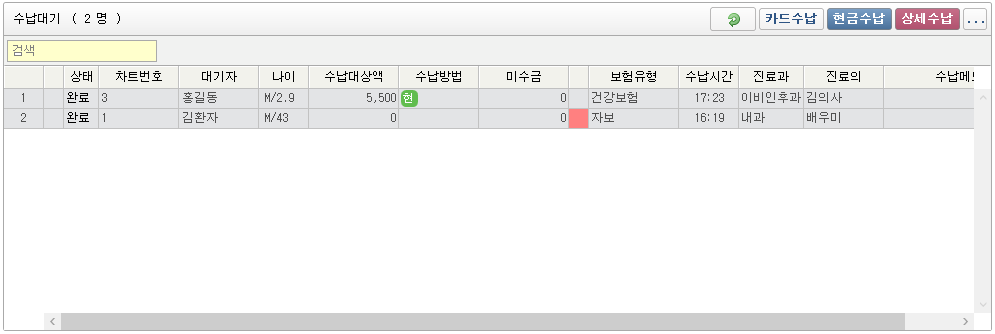 수납대기 ( 2 명 ) 카드수납 현금수납 상세수납 ...
검색
상태 차트번호 대기자 나이 수납대상액 수납방법 미수금 보험유형 수납시간 진료과 진료의 수납메
1 완료 3 홍길동 M/2.9 5,500 현 0 건강보험 17:23 이비인후과 김의사
2 완료 1 김환자 M/43 0 0 자보 16:19 내과 배우미